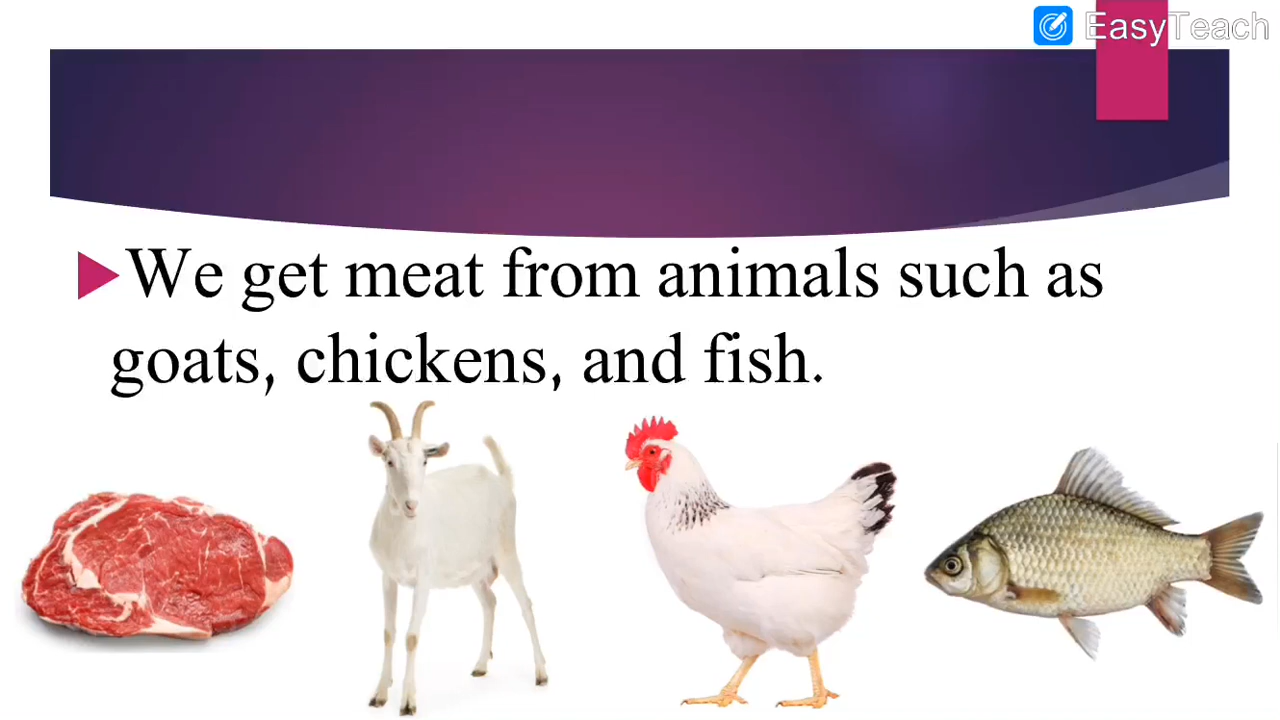 EasyTeach
We get meat from animals such as
goats, chickens, and fish.